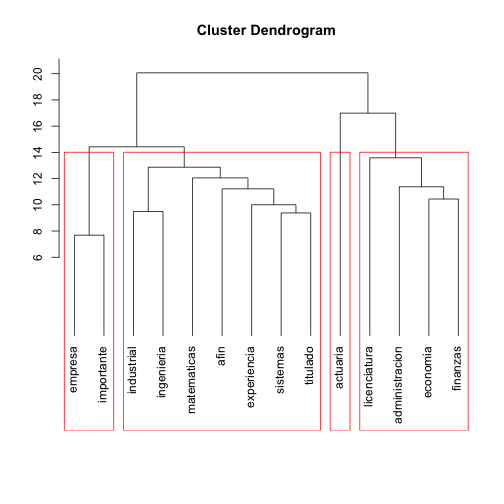 Cluster Dendrogram
20
18
16
14
12
10
8
6
empresa
importante
industrial
ingenieria
matematicas
afin
experiencia
sistemas
titulado
actuaria
licenciatura
administracion
economia
finanzas